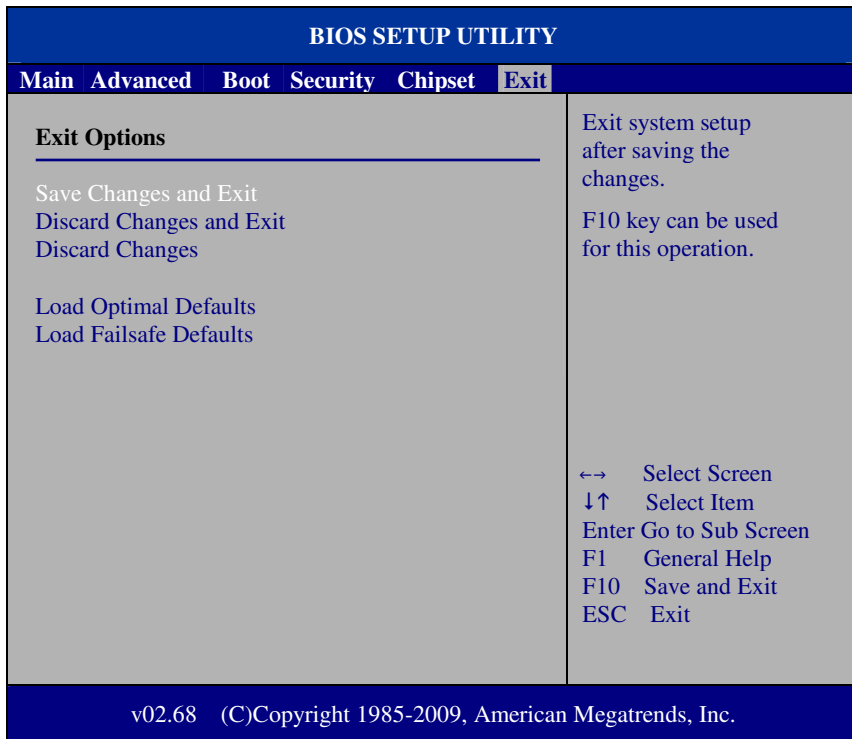 BIOS SETUP UTILITY
Main Advanced Boot Security Chipset Exit
Exit Options
Save Changes and Exit
Discard Changes and Exit
Discard Changes
Load Optimal Defaults
Load Failsafe Defaults
Exit system setup
after saving the
changes.
F10 key can be used
for this operation.
←→ Select Screen
↓↑ Select Item
Enter Go to Sub Screen
F1 General Help
F10 Save and Exit
ESC Exit
v02.68 (C)Copyright 1985-2009, American Megatrends, Inc.